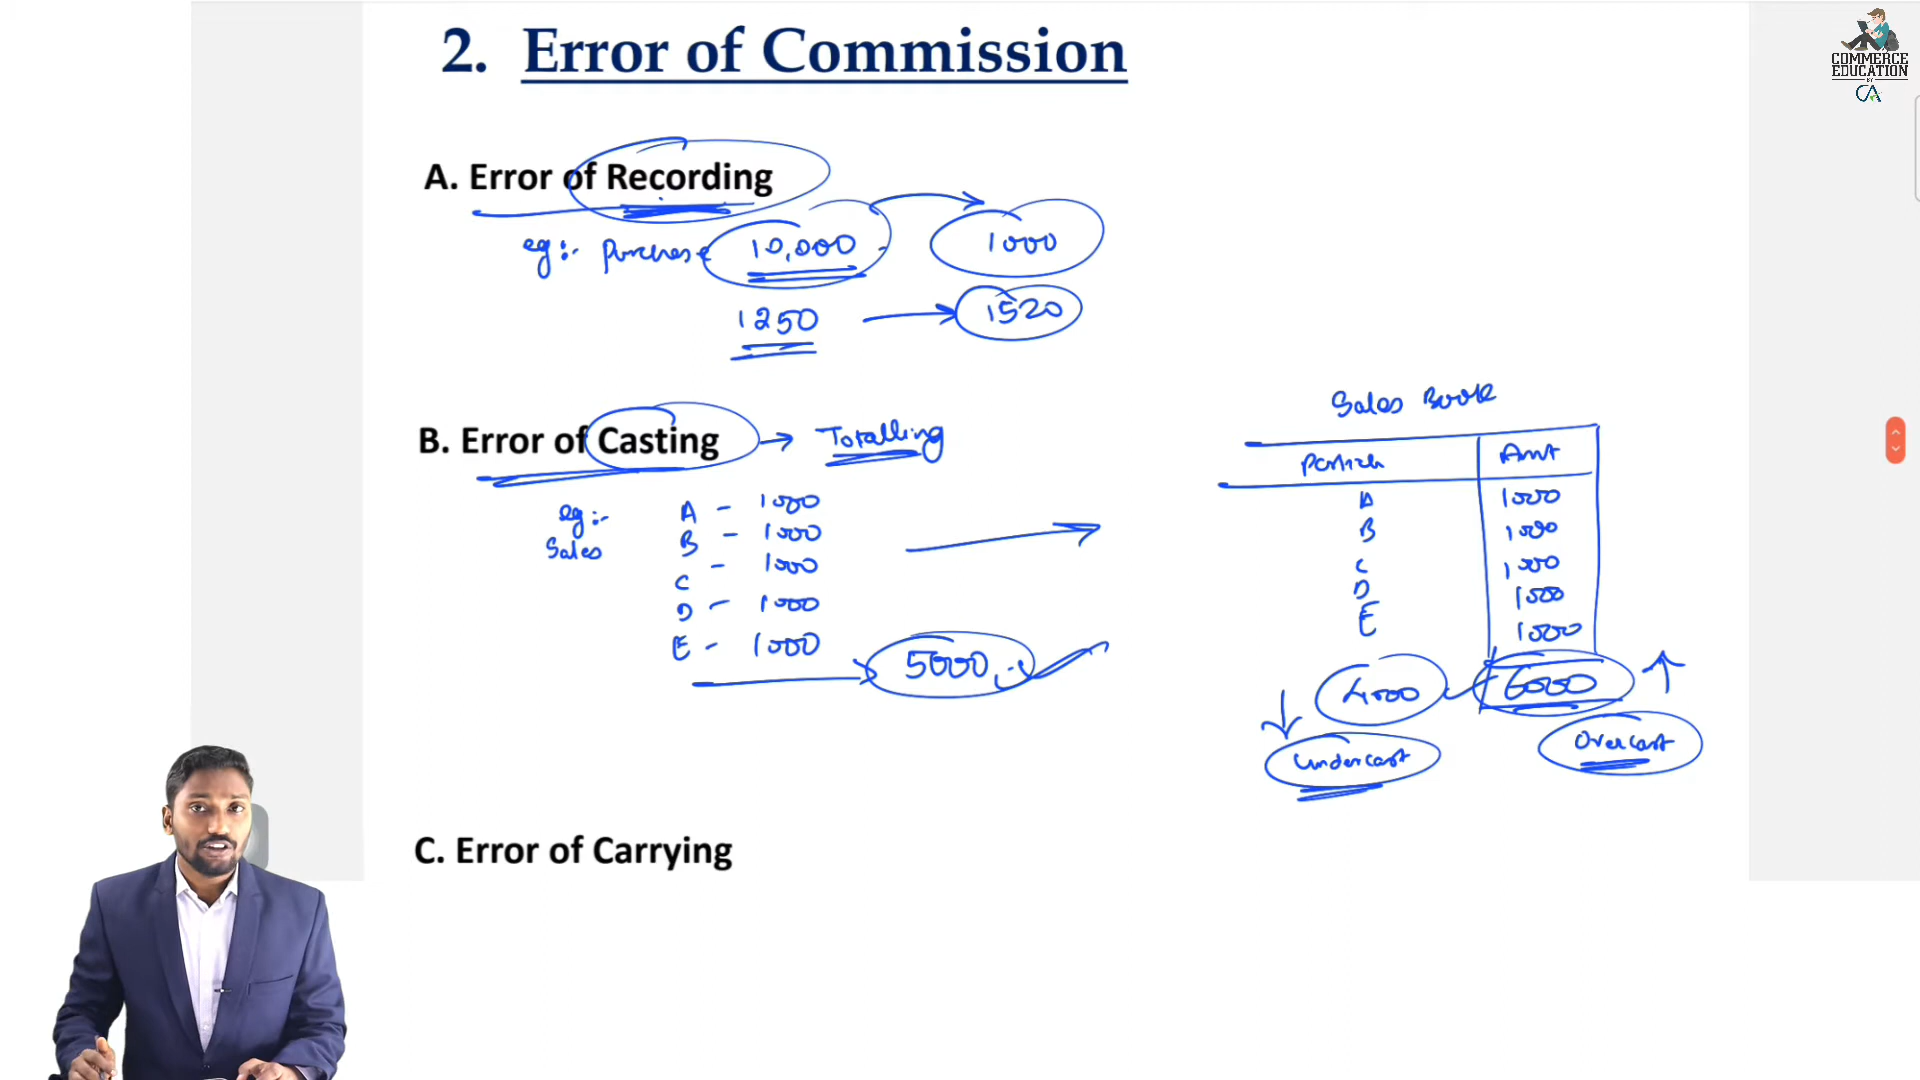 2. Error of Commission
COMMERCE
EDUCATION
BY
CA
A. Error of Recording
eg:- Purchase 10,000 - 1000
1250 1520
B. Error of Casting Totalling
eg:-
Sales
A - 1000
B - 1000
C - 1000
D - 1000
E - 1000
5000
Sales Book
Amt
A 1000
B 1000
C 1000
D 1000
E 1000
4000 6000
undercast Overcast
C. Error of Carrying